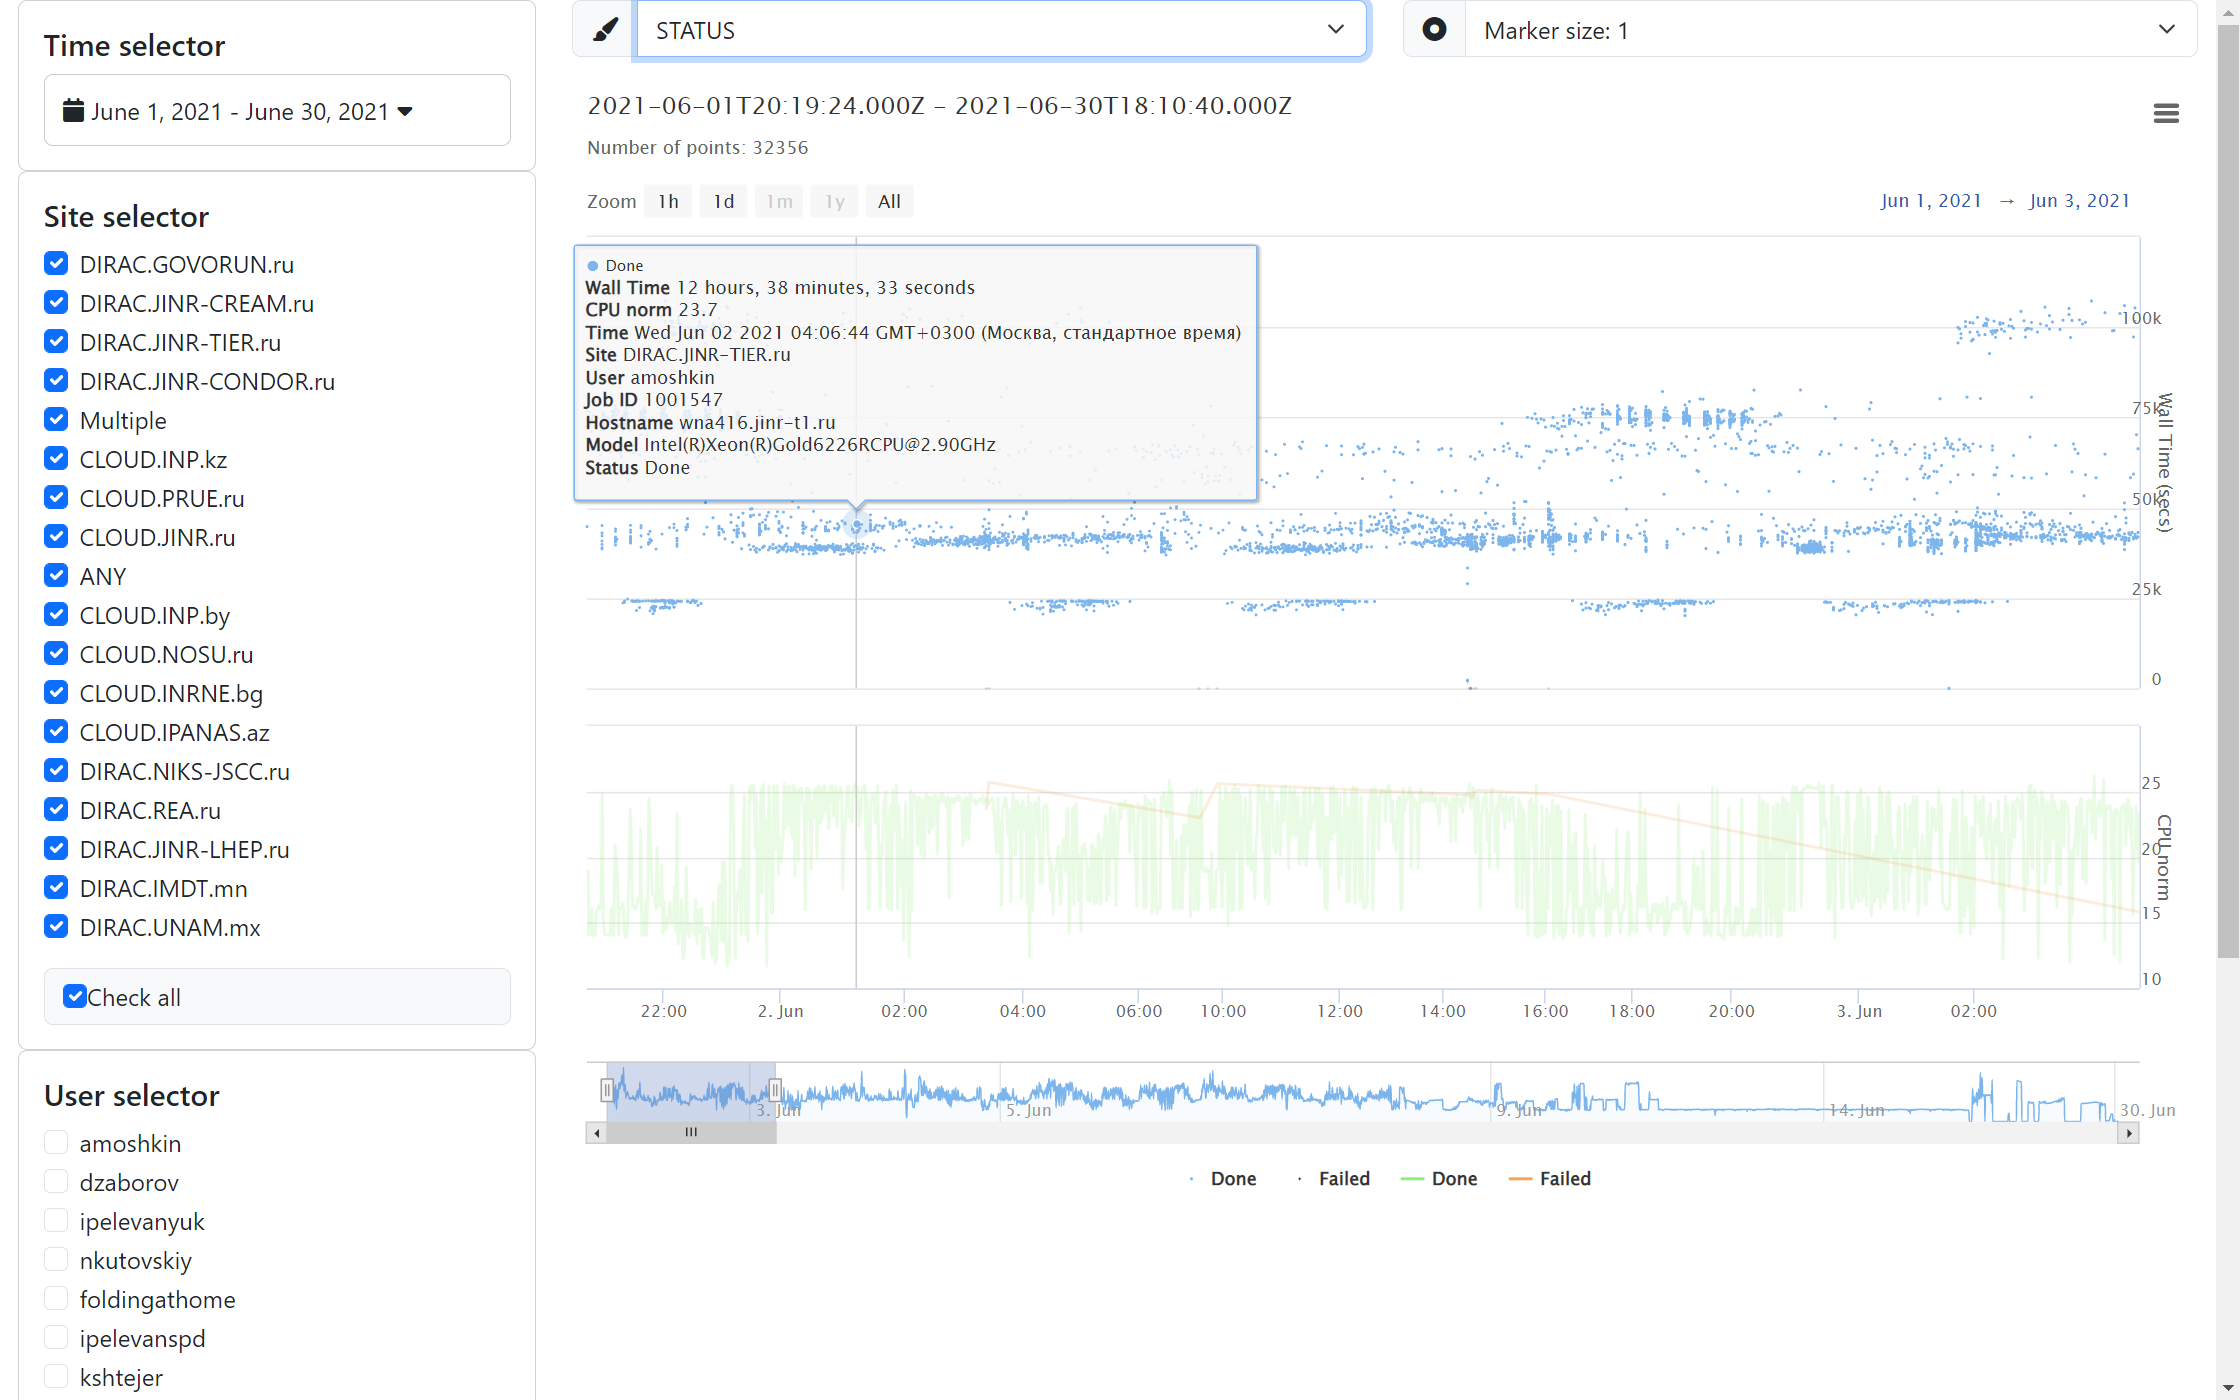 Time selector
June 1, 2021 - June 30, 2021
Site selector
DIRAC.GOVORUN.ru
DIRAC.JINR-CREAM.ru
DIRAC.JINR-TIER.ru
DIRAC.JINR-CONDOR.ru
Multiple
CLOUD.INP.kz
CLOUD.PRUE.ru
CLOUD.JINR.ru
ANY
CLOUD.INP.by
CLOUD.NOSU.ru
CLOUD.INRNE.bg
CLOUD.IPANAS.az
DIRAC.NIKS-JSCC.ru
DIRAC.REA.ru
DIRAC.JINR-LHEP.ru
DIRAC.IMDT.mn
DIRAC.UNAM.mx
Check all
User selector
amoshkin
dzaborov
ipelevanyuk
nkutovskiy
foldingathome
ipelevanspd
kshtejer
STATUS
Marker size: 1
2021-06-01T20:19:24.000Z - 2021-06-30T18:10:40.000Z
Number of points: 32356
Zoom 1h 1d 1m 1y All
Jun 1, 2021 → Jun 3, 2021
Done
Wall Time 12 hours, 38 minutes, 33 seconds
CPU norm 23.7
Time Wed Jun 02 2021 04:06:44 GMT+0300 (Москва, стандартное время)
Site DIRAC.JINR-TIER.ru
User amoshkin
Job ID 1001547
Hostname wna416.jinr-t1.ru
Model Intel(R)Xeon(R)Gold6226RCPU@2.90GHz
Status Done
100k
75k
50k
25k
0
Wall Time (secs)
25
20
15
10
CPU norm
22:00 2. Jun 02:00 04:00 06:00 10:00 12:00 14:00 16:00 18:00 20:00 3. Jun 02:00
3. Jun 5. Jun 9. Jun 14. Jun 30. Jun
Done Failed Done Failed